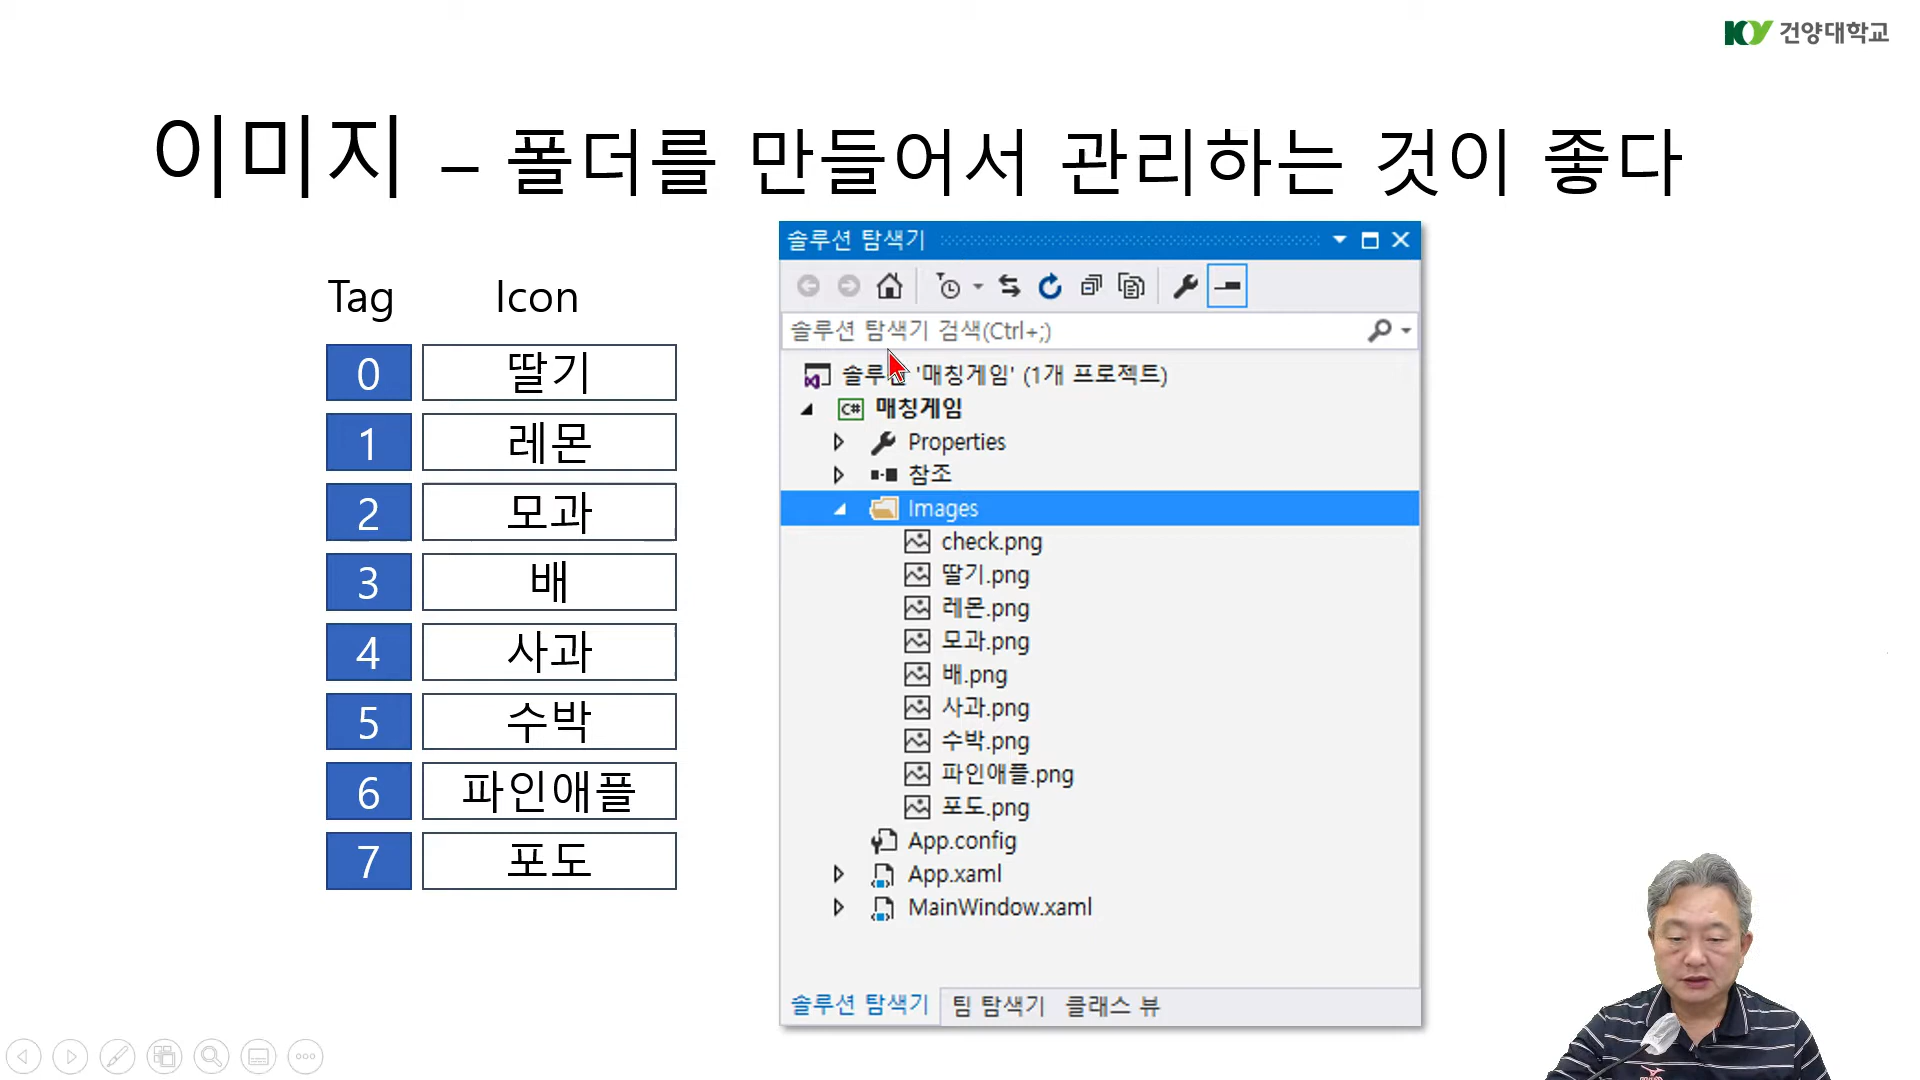 건양대학교
이미지 – 폴더를 만들어서 관리하는 것이 좋다
Tag Icon
0 딸기
1 레몬
2 모과
3 배
4 사과
5 수박
6 파인애플
7 포도
솔루션 탐색기
솔루션 탐색기 검색(Ctrl+;)
솔루션 '매칭게임' (1개 프로젝트)
C# 매칭게임
Properties
참조
Images
check.png
딸기.png
레몬.png
모과.png
배.png
사과.png
수박.png
파인애플.png
포도.png
App.config
App.xaml
MainWindow.xaml
솔루션 탐색기 팀 탐색기 클래스 뷰